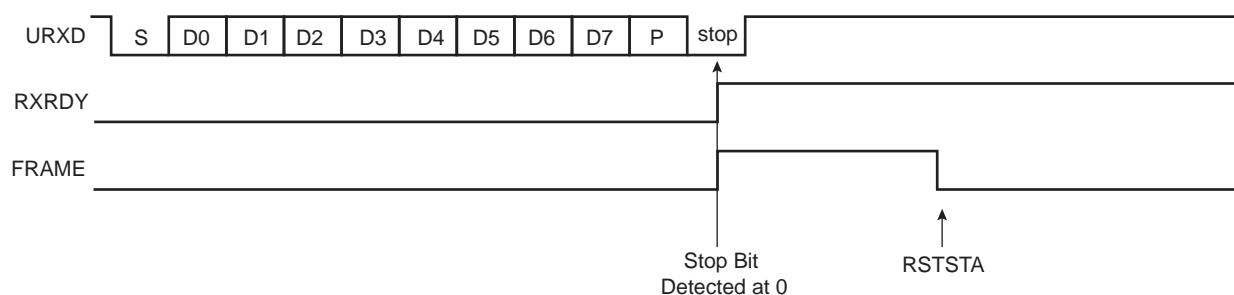 URXD S D0 D1 D2 D3 D4 D5 D6 D7 P stop
RXRDY
FRAME
Stop Bit
Detected at 0
RSTSTA